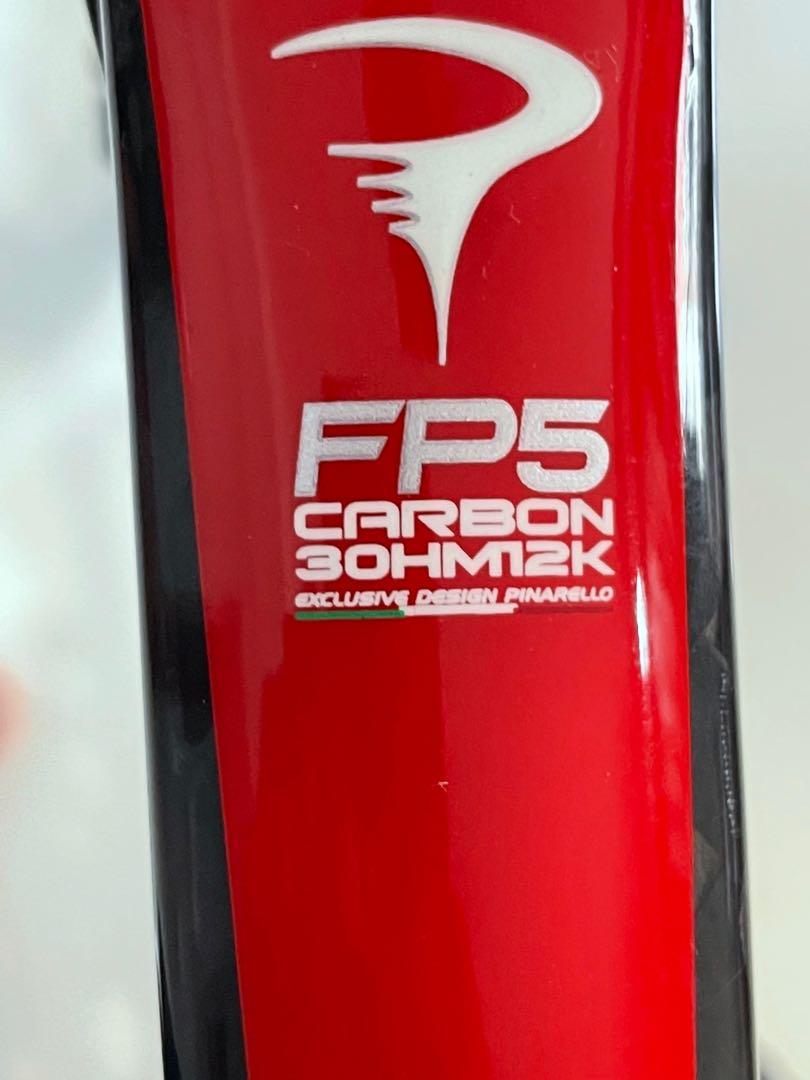 FP5
CARBON
30HM12K
EXCLUSIVE DESIGN PINARELLO